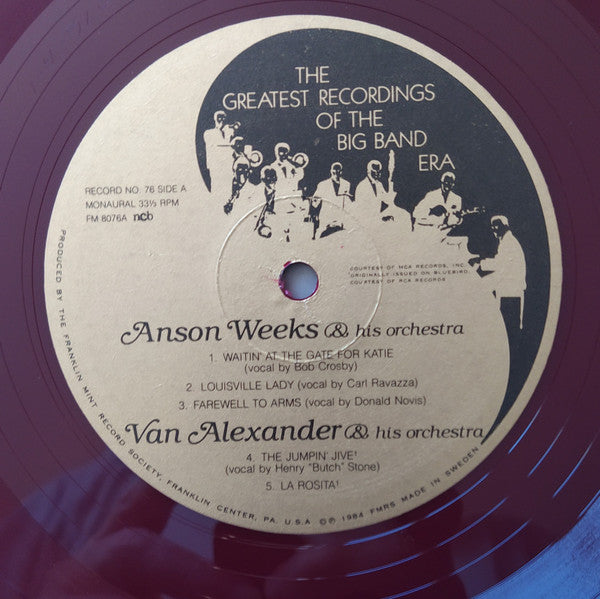 THE
GREATEST RECORDINGS
OF THE
BIG BAND
ERA
RECORD NO. 76 SIDE A
MONAURAL 33⅓ RPM
FM 8076A ncb
COURTESY OF MCA RECORDS, INC.
¹ORIGINALLY ISSUED ON BLUEBIRD.
COURTESY OF RCA RECORDS
Anson Weeks & his orchestra
1. WAITIN' AT THE GATE FOR KATIE
(vocal by Bob Crosby)
2. LOUISVILLE LADY (vocal by Carl Ravazza)
3. FAREWELL TO ARMS (vocal by Donald Novis)
Van Alexander & his orchestra
4. THE JUMPIN' JIVE¹
(vocal by Henry "Butch" Stone)
5. LA ROSITA¹
PRODUCED BY THE FRANKLIN MINT RECORD SOCIETY, FRANKLIN CENTER, PA. U.S.A ©℗ 1984 FMRS MADE IN SWEDEN